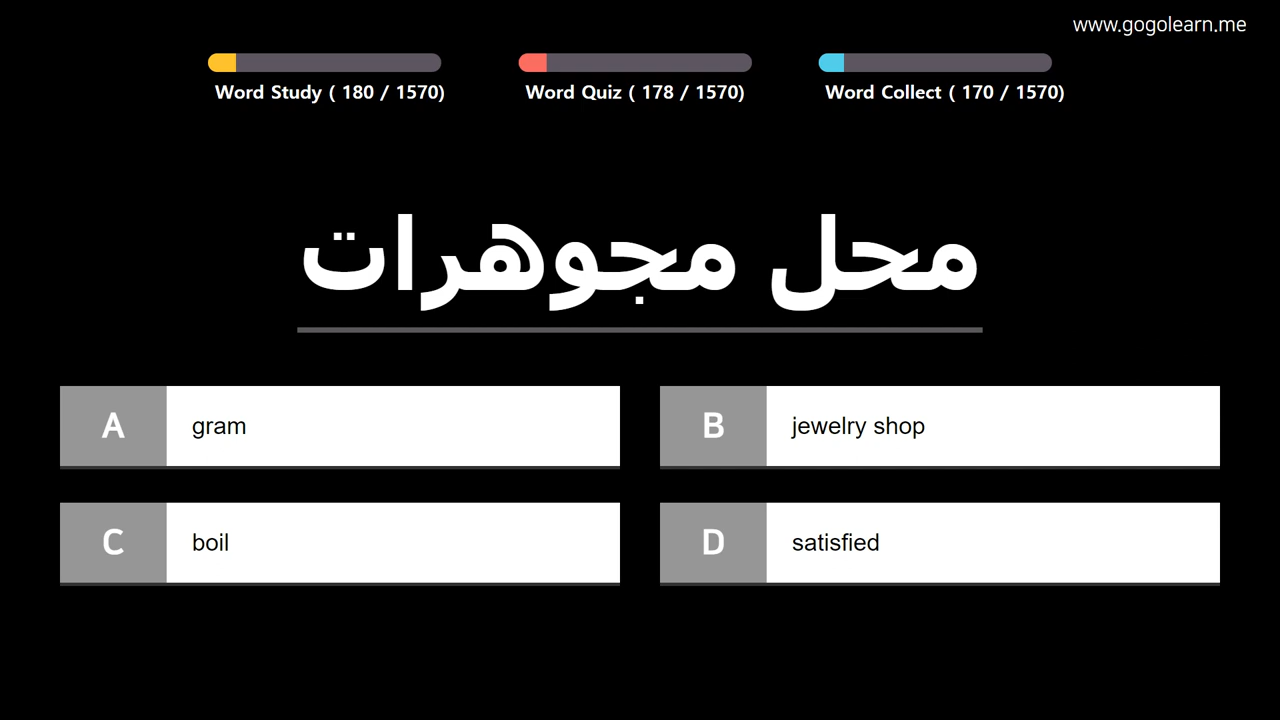 www.gogolearn.me
Word Study ( 180 / 1570)
Word Quiz ( 178 / 1570)
Word Collect ( 170 / 1570)
محل مجوهرات
A
gram
B
jewelry shop
C
boil
D
satisfied